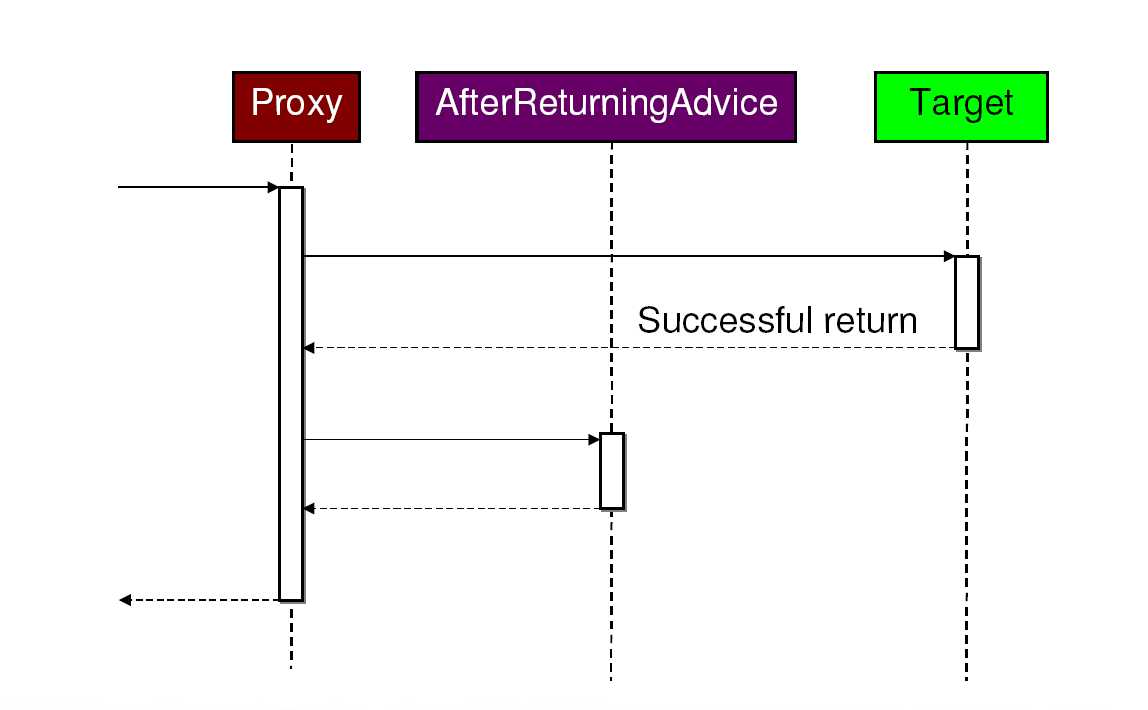 Proxy
AfterReturningAdvice
Target
Successful return